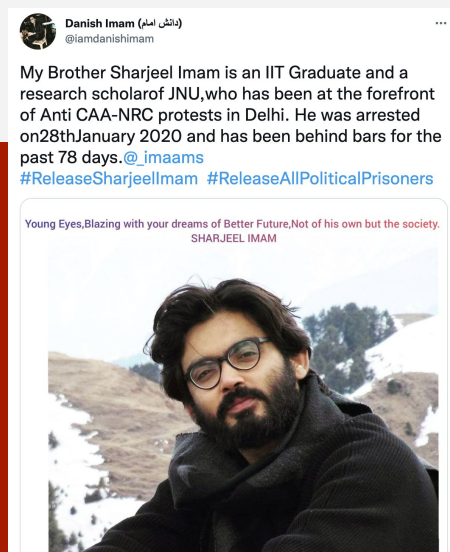 Danish Imam (دانش امام)
@iamdanishimam
My Brother Sharjeel Imam is an IIT Graduate and a
research scholarof JNU,who has been at the forefront
of Anti CAA-NRC protests in Delhi. He was arrested
on28thJanuary 2020 and has been behind bars for the
past 78 days.@_imaams
#ReleaseSharjeelImam #ReleaseAllPoliticalPrisoners
Young Eyes,Blazing with your dreams of Better Future,Not of his own but the society.
SHARJEEL IMAM